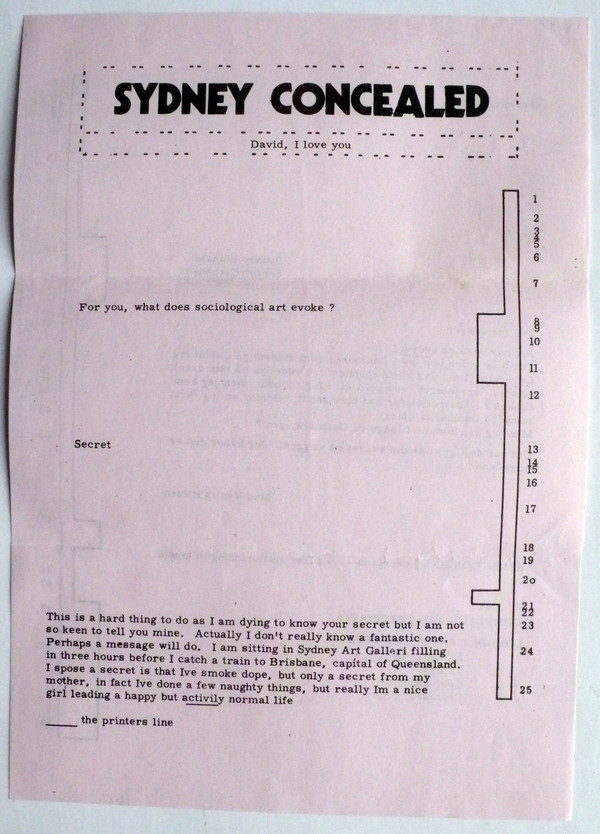 SYDNEY CONCEALED
David, I love you
1
2
3
4
5
6
7
For you, what does sociological art evoke ?
8
9
10
11
12
Secret
13
14
15
16
17
18
19
2o
21
22
23
24
25
This is a hard thing to do as I am dying to know your secret but I am not
so keen to tell you mine. Actually I don't really know a fantastic one.
Perhaps a message will do. I am sitting in Sydney Art Galleri filling
in three hours before I catch a train to Brisbane, capital of Queensland.
I spose a secret is that Ive smoke dope, but only a secret from my
mother, in fact Ive done a few naughty things, but really Im a nice
girl leading a happy but activily normal life
_____ the printers line